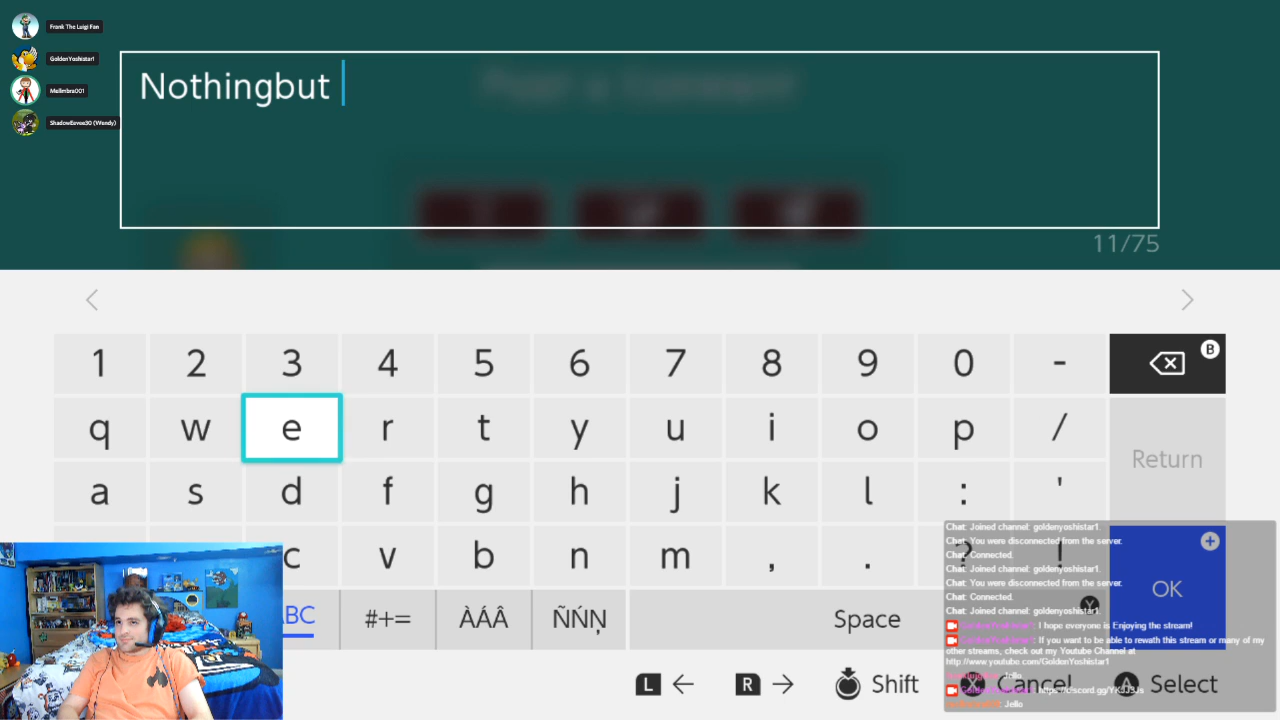 Frank The Luigi Fan
GoldenYoshistar1
Mellmbra001
ShadowEevee30 (Wendy)
Nothingbut
11/75
1 2 3 4 5 6 7 8 9 0 -
B
q w e r t y u i o p /
Return
a s d f g h j k l : '
c v b n m , . ? !
OK
ABC #+= ÀÁÂ ÑŃŅ Space
Y
L ← R → Shift X Cancel A Select
Chat: Joined channel: goldenyoshistar1.
Chat: You were disconnected from the server.
Chat: Connected.
Chat: Joined channel: goldenyoshistar1.
Chat: You were disconnected from the server.
Chat: Connected.
Chat: Joined channel: goldenyoshistar1.
: I hope everyone is Enjoying the stream!
: If you want to be able to rewath this stream or many of my
other streams, check out my Youtube Channel at
http://www.youtube.com/GoldenYoshistar1
: Jello
: Jello